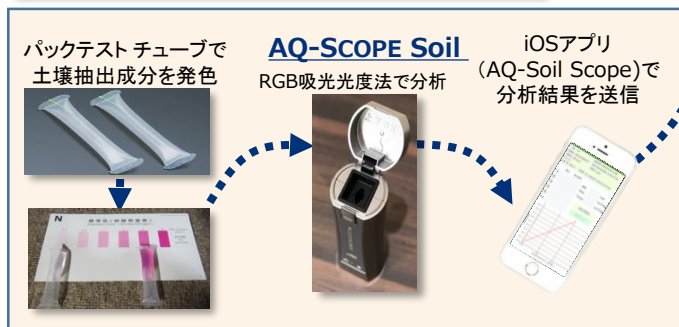 パックテスト チューブで
土壌抽出成分を発色
AQ-SCOPE Soil
RGB吸光光度法で分析
iOSアプリ
（AQ-Soil Scope)で
分析結果を送信
N